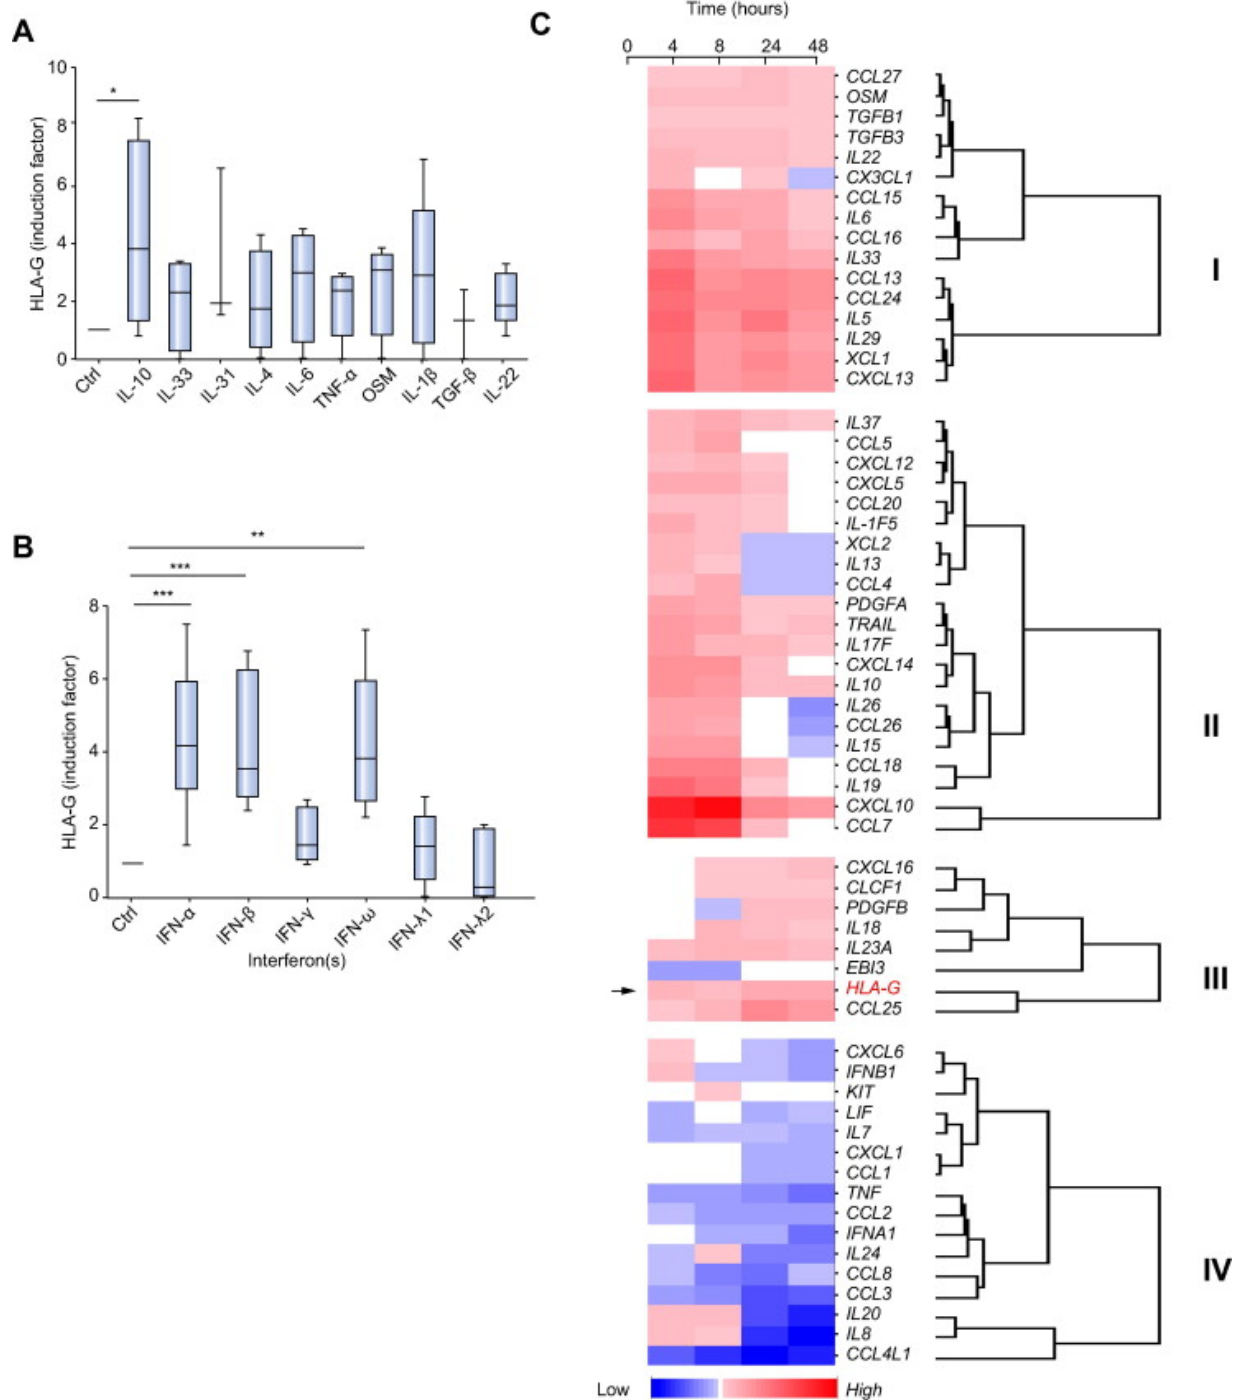 A
HLA-G (induction factor)
10
8
6
4
2
0
*
Ctrl
IL-10
IL-33
IL-31
IL-4
IL-6
TNF-α
OSM
IL-1β
TGF-β
IL-22
B
HLA-G (induction factor)
8
6
4
2
0
**
***
***
Ctrl
IFN-α
IFN-β
IFN-γ
IFN-ω
IFN-λ1
IFN-λ2
Interferon(s)
C
Time (hours)
0 4 8 24 48
CCL27
OSM
TGFB1
TGFB3
IL22
CX3CL1
CCL15
IL6
CCL16
IL33
CCL13
CCL24
IL5
IL29
XCL1
CXCL13
I
IL37
CCL5
CXCL12
CXCL5
CCL20
IL-1F5
XCL2
IL13
CCL4
PDGFA
TRAIL
IL17F
CXCL14
IL10
IL26
CCL26
IL15
CCL18
IL19
CXCL10
CCL7
II
CXCL16
CLCF1
PDGFB
IL18
IL23A
EBI3
HLA-G
CCL25
III
CXCL6
IFNB1
KIT
LIF
IL7
CXCL1
CCL1
TNF
CCL2
IFNA1
IL24
CCL8
CCL3
IL20
IL8
CCL4L1
IV
Low High